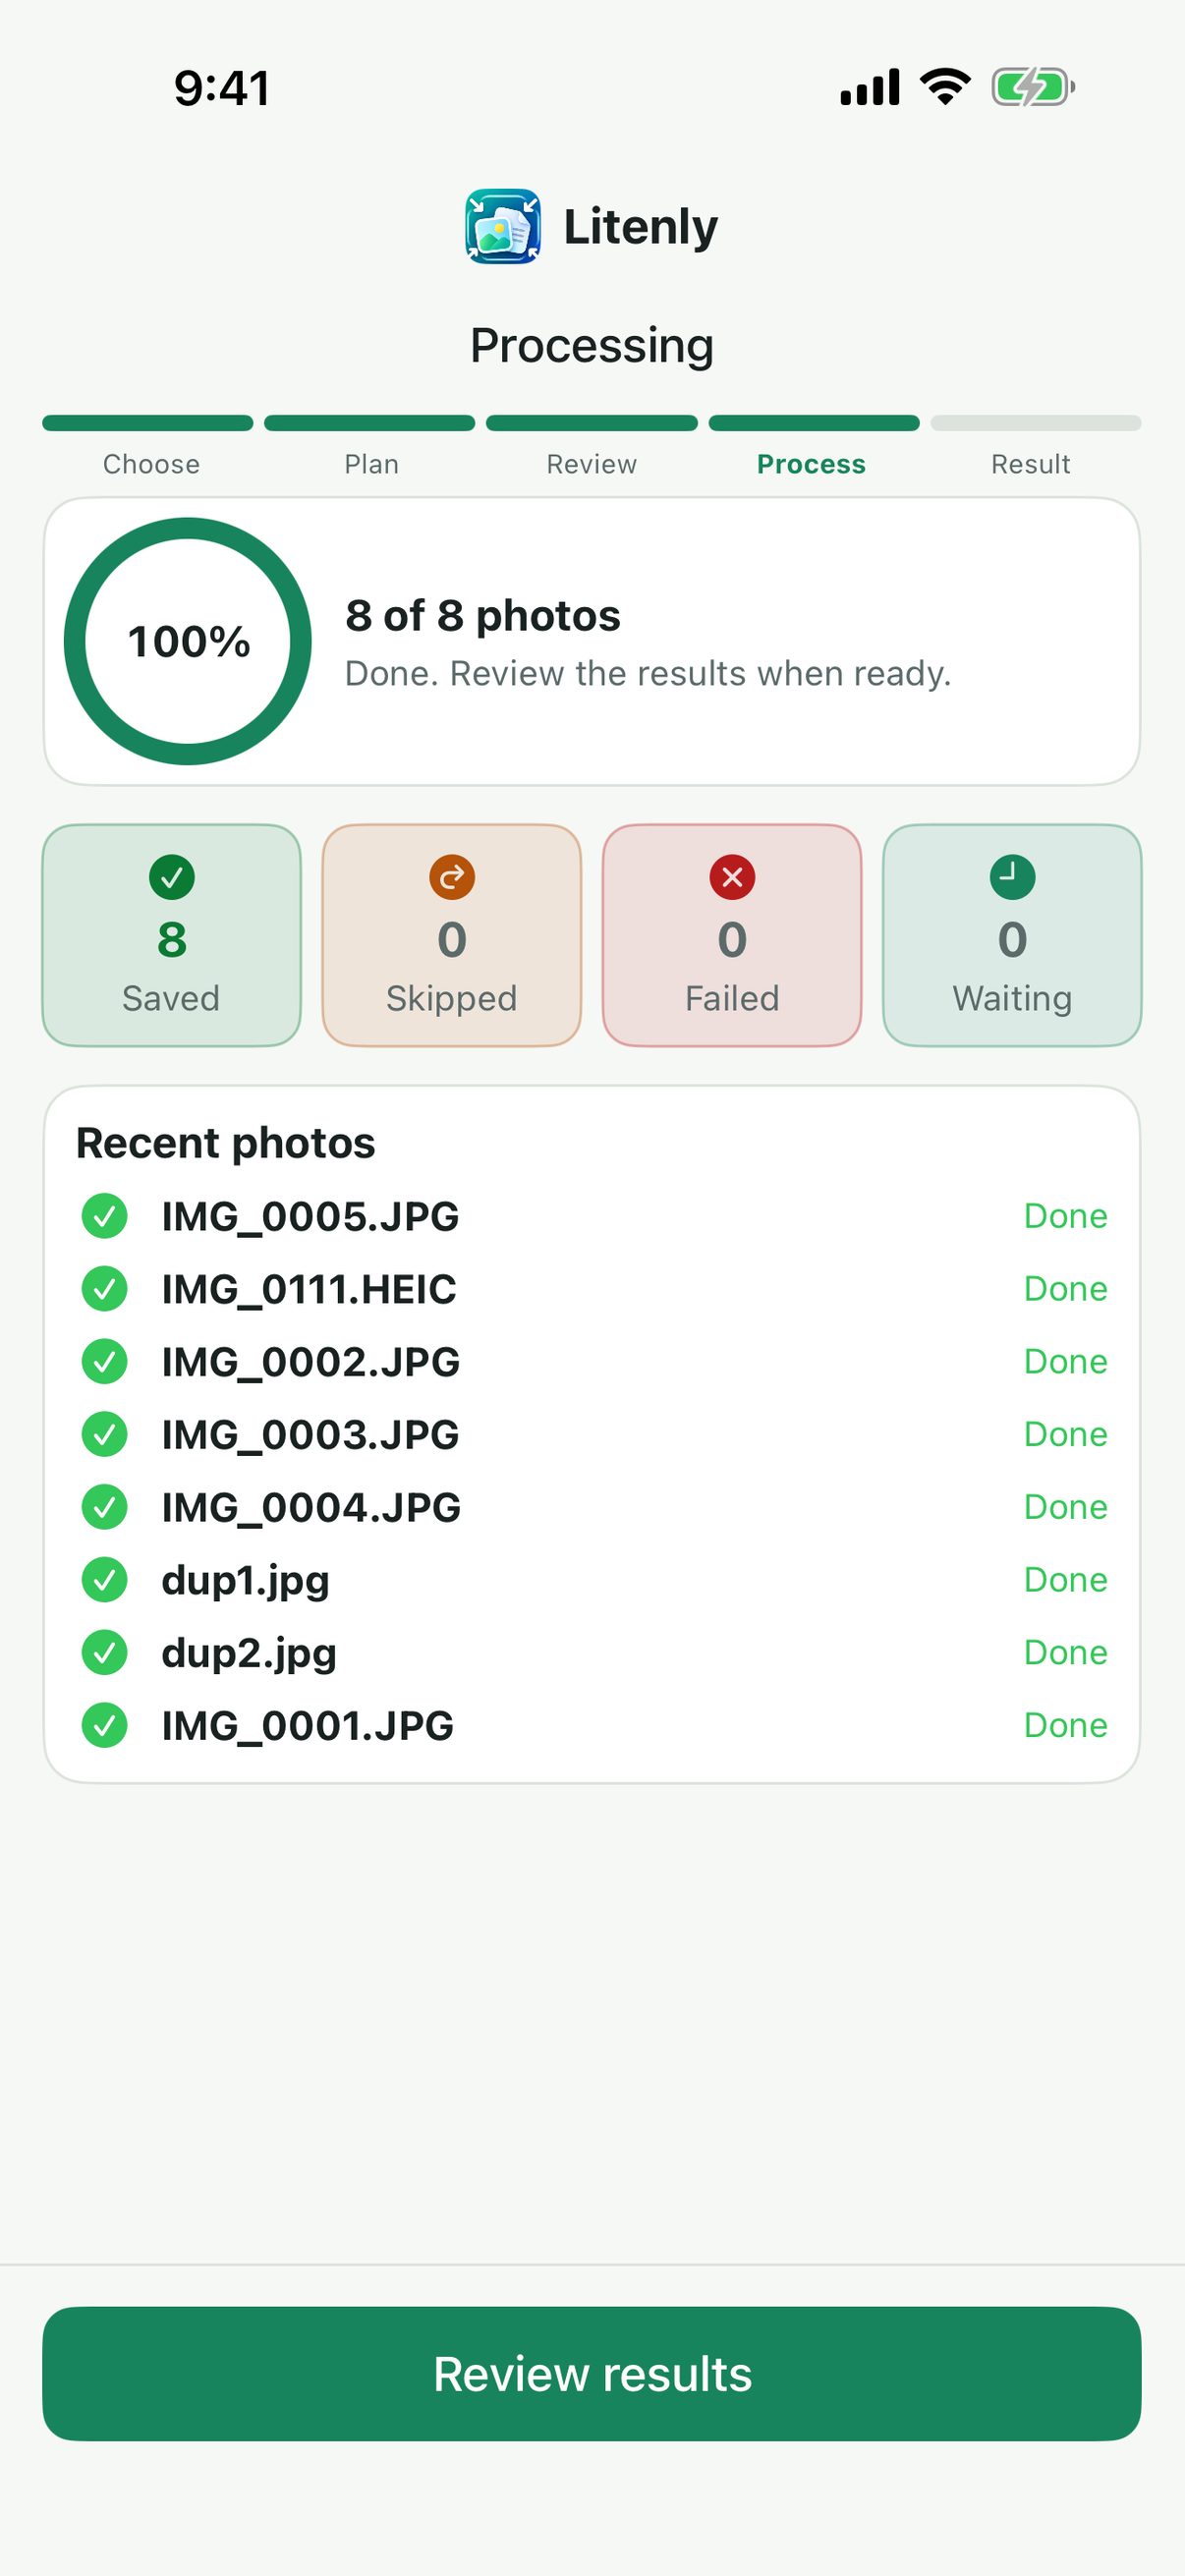 9:41
Litenly
Processing
Choose Plan Review Process Result
100%
8 of 8 photos
Done. Review the results when ready.
8 0 0 0
Saved Skipped Failed Waiting
Recent photos
IMG_0005.JPG Done
IMG_0111.HEIC Done
IMG_0002.JPG Done
IMG_0003.JPG Done
IMG_0004.JPG Done
dup1.jpg Done
dup2.jpg Done
IMG_0001.JPG Done
Review results